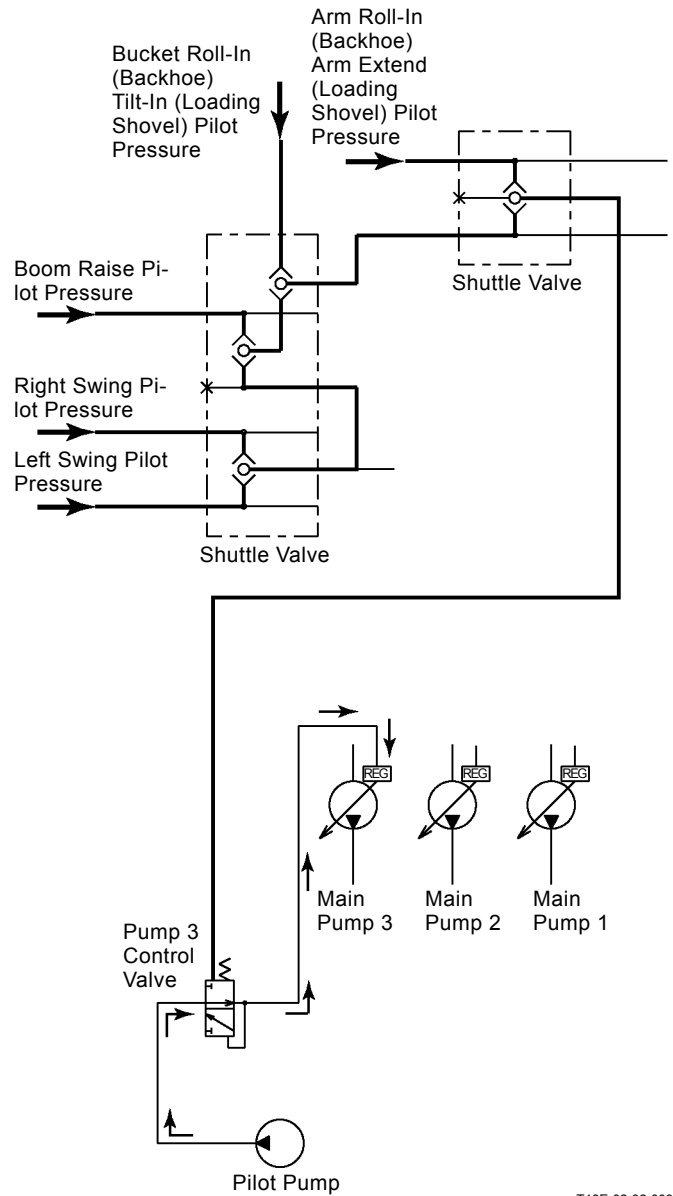 Arm Roll-In
(Backhoe)
Arm Extend
(Loading
Shovel) Pilot
Pressure
Bucket Roll-In
(Backhoe)
Tilt-In (Loading
Shovel) Pilot
Pressure
Shuttle Valve
Boom Raise Pi-
lot Pressure
Right Swing Pi-
lot Pressure
Left Swing Pilot
Pressure
Shuttle Valve
REG
REG
REG
Main
Pump 3
Main
Pump 2
Main
Pump 1
Pump 3
Control
Valve
Pilot Pump